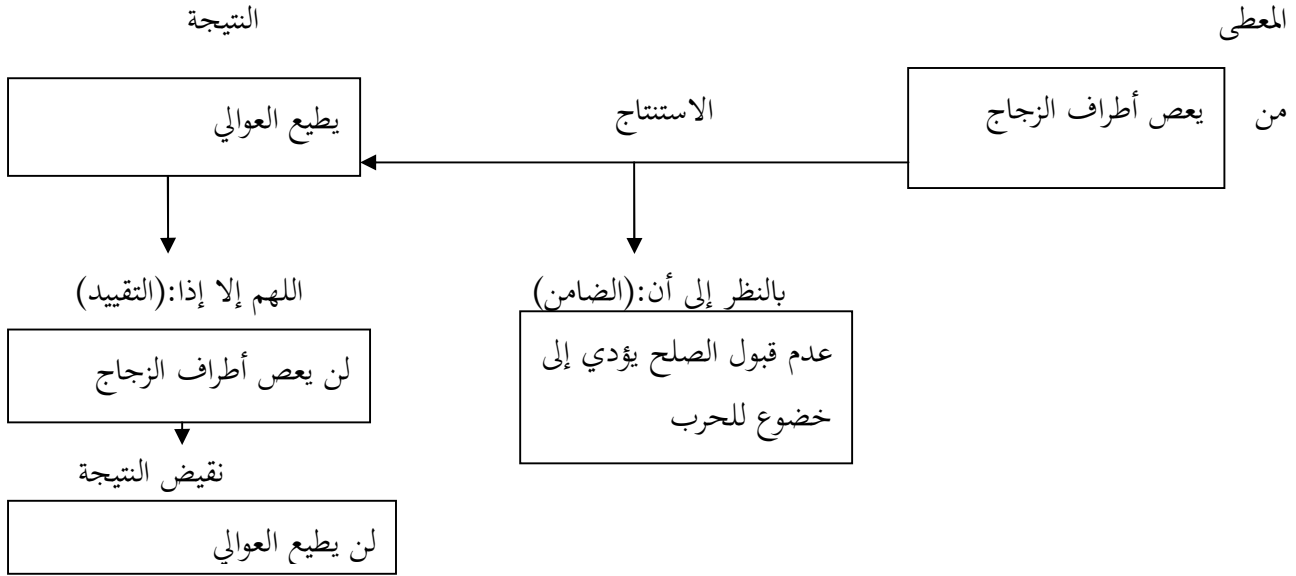 المعطى
النتيجة
من
يعص أطراف الزجاج
الاستنتاج
يطيع العوالي
بالنظر إلى أن:(الضامن)
اللهم إلا إذا:(التقييد)
عدم قبول الصلح يؤدي إلى
خضوع للحرب
لن يعص أطراف الزجاج
نقيض النتيجة
لن يطيع العوالي